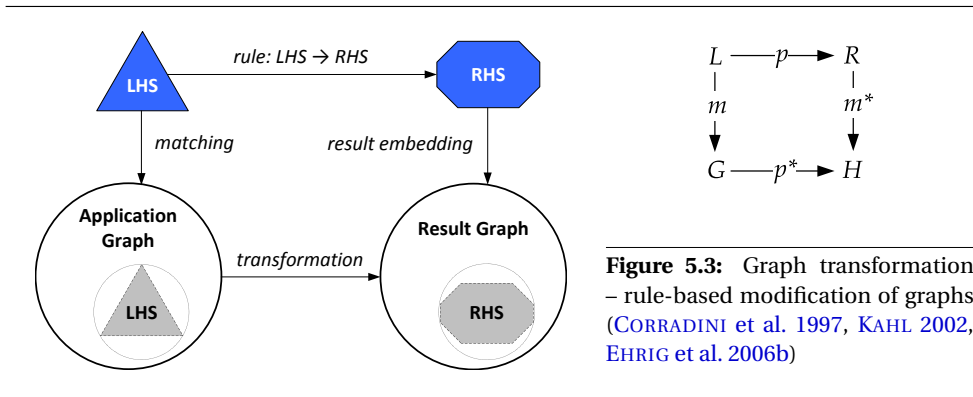 rule: LHS → RHS
LHS
RHS
matching
result embedding
Application
Graph
Result Graph
transformation
LHS
RHS
L p R
m m*
G p* H
Figure 5.3: Graph transformation
– rule-based modification of graphs
(CORRADINI et al. 1997, KAHL 2002,
EHRIG et al. 2006b)